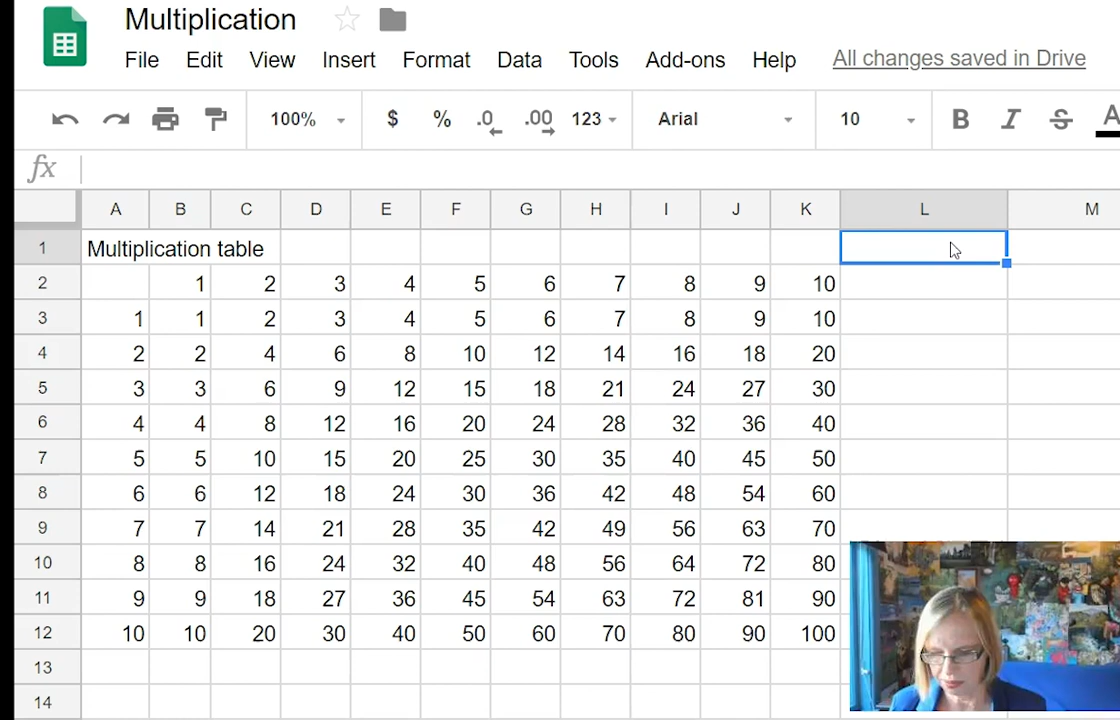 Multiplication
File Edit View Insert Format Data Tools Add-ons Help All changes saved in Drive
100% $ % .0 .00 123 Arial 10 B I S A
fx
A B C D E F G H I J K L M
1 Multiplication table
2 1 2 3 4 5 6 7 8 9 10
3 1 1 2 3 4 5 6 7 8 9 10
4 2 2 4 6 8 10 12 14 16 18 20
5 3 3 6 9 12 15 18 21 24 27 30
6 4 4 8 12 16 20 24 28 32 36 40
7 5 5 10 15 20 25 30 35 40 45 50
8 6 6 12 18 24 30 36 42 48 54 60
9 7 7 14 21 28 35 42 49 56 63 70
10 8 8 16 24 32 40 48 56 64 72 80
11 9 9 18 27 36 45 54 63 72 81 90
12 10 10 20 30 40 50 60 70 80 90 100
13
14